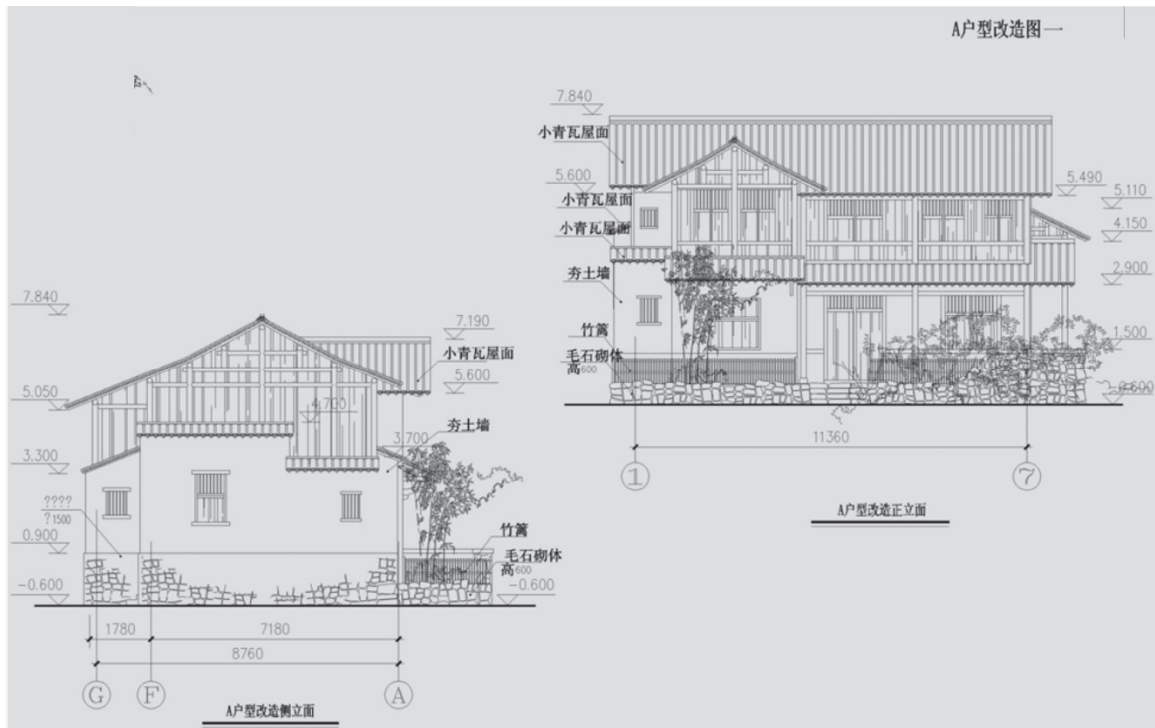 A户型改造图一
7.840
小青瓦屋面
5.600
小青瓦屋面
小青瓦屋面
夯土墙
竹篱
毛石砌体
高600
5.490
5.110
4.150
2.900
1.500
-0.600
11360
1
7
A户型改造正立面
7.840
7.190
小青瓦屋面
5.600
5.050
4.700
夯土墙
3.700
3.300
????
?1500
0.900
竹篱
毛石砌体
高600
-0.600
-0.600
1780
7180
8760
G
F
A
A户型改造侧立面